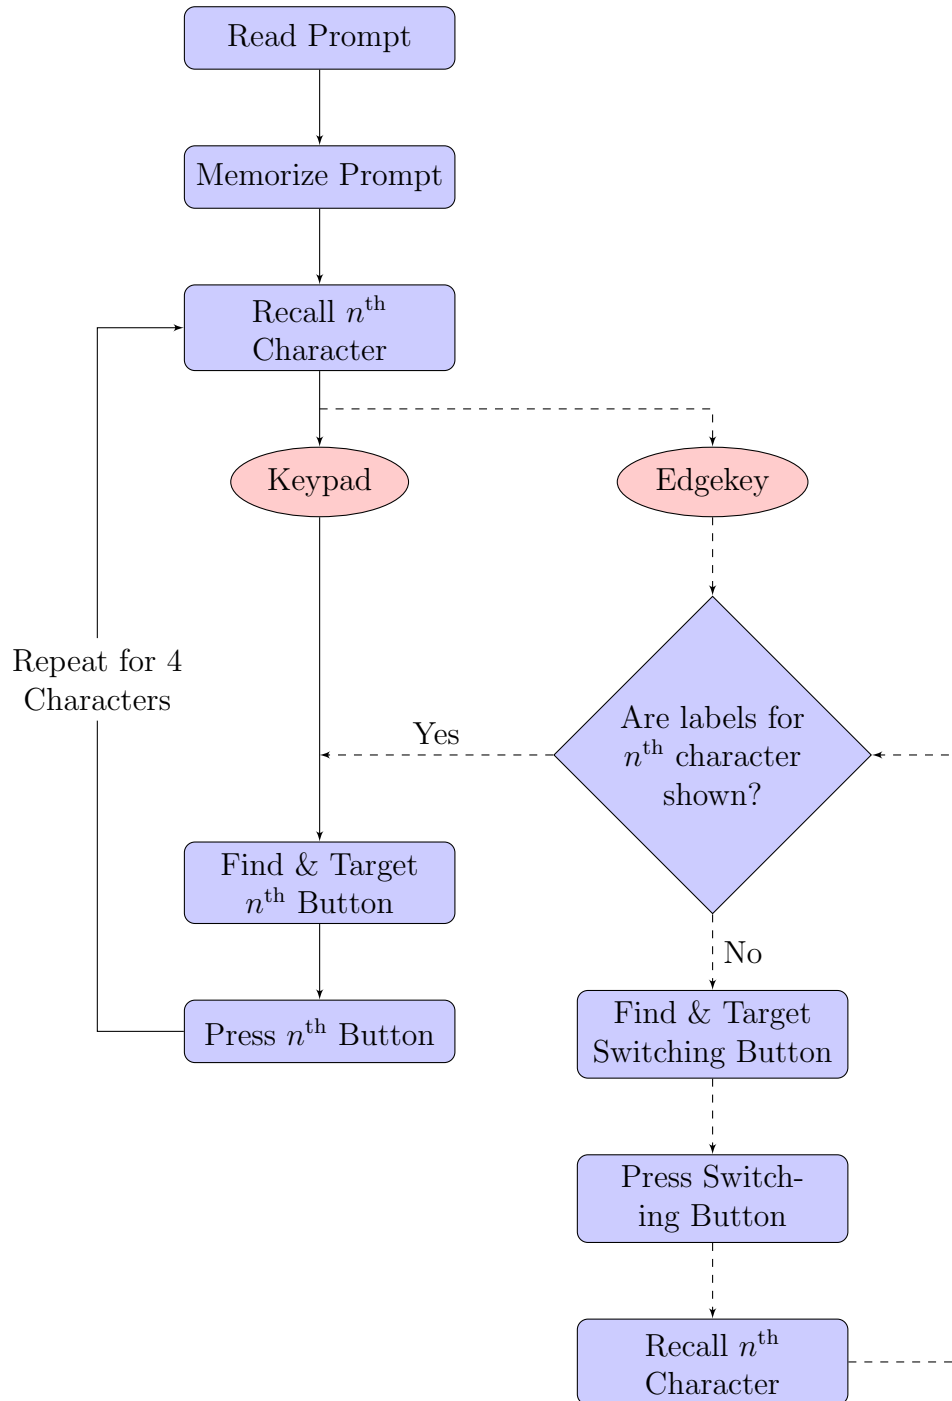 Read Prompt
Memorize Prompt
Recall nth
Character
Keypad
Edgekey
Repeat for 4
Characters
Are labels for
nth character
shown?
Yes
Find & Target
nth Button
No
Press nth Button
Find & Target
Switching Button
Press Switch-
ing Button
Recall nth
Character